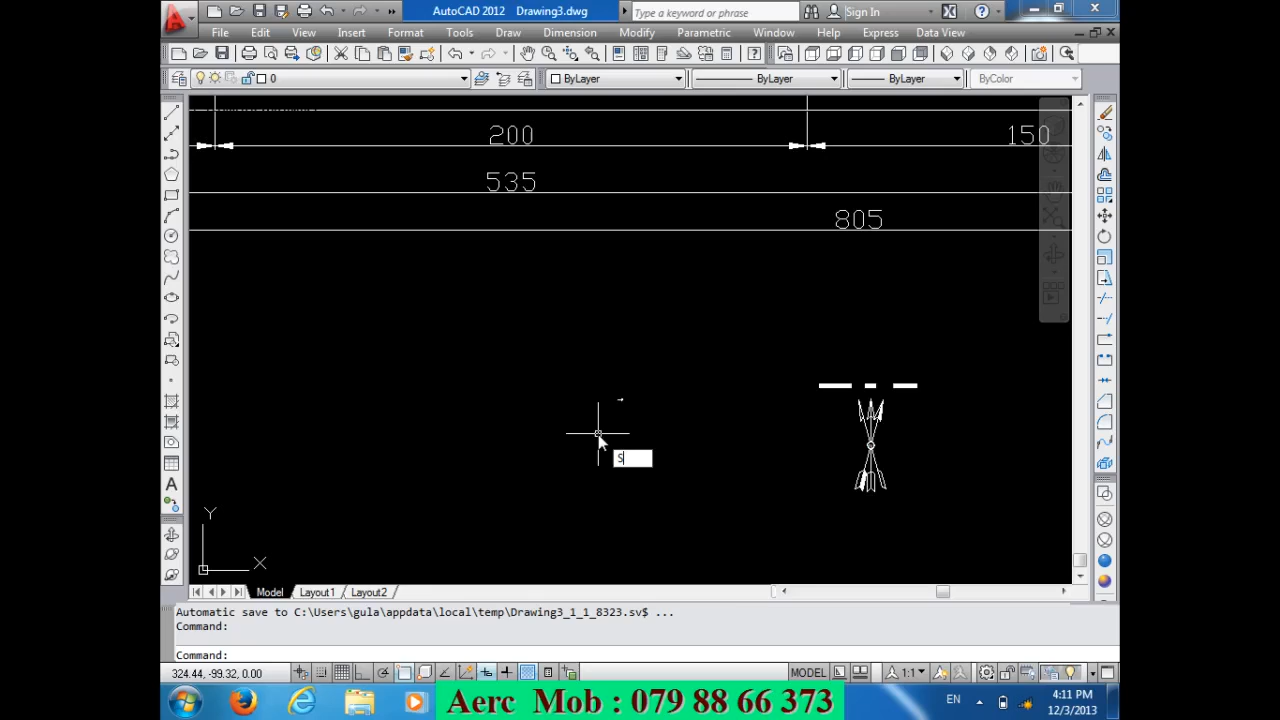 AutoCAD 2012 Drawing3.dwg
Type a keyword or phrase
Sign In
File Edit View Insert Format Tools Draw Dimension Modify Parametric Window Help Express Data View
0
ByLayer
ByLayer
ByLayer
ByColor
200
150
535
805
S
Y
X
A
Model Layout1 Layout2
Automatic save to C:\Users\gula\appdata\local\temp\Drawing3_1_1_8323.sv$ ...
Command:
Command:
324.44, -99.32, 0.00
MODEL
1:1
EN
4:11 PM
12/3/2013
Aerc Mob : 079 88 66 373